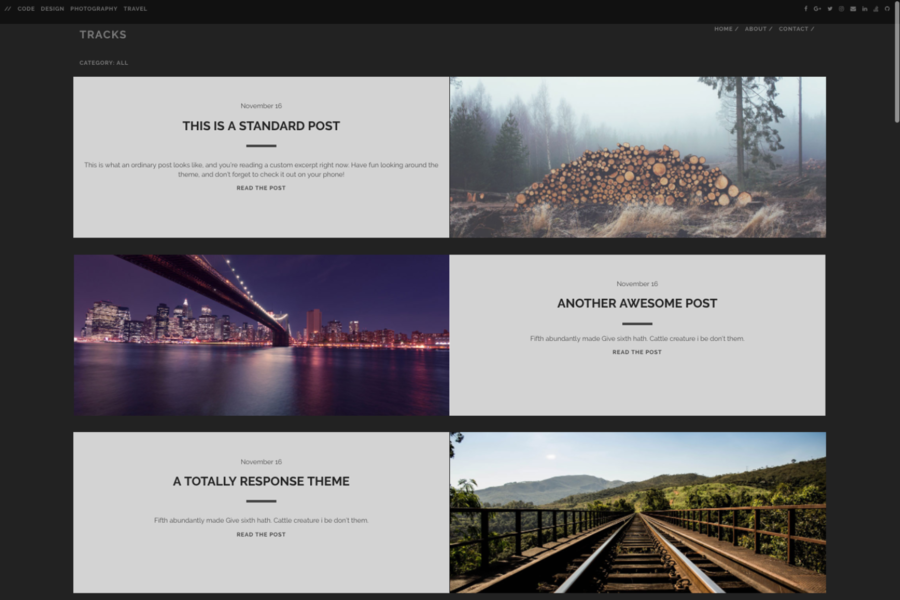 // CODE DESIGN PHOTOGRAPHY TRAVEL
TRACKS
HOME / ABOUT / CONTACT /
CATEGORY: ALL
November 16
THIS IS A STANDARD POST
This is what an ordinary post looks like, and you're reading a custom excerpt right now. Have fun looking around the
theme, and don't forget to check it out on your phone!
READ THE POST
November 16
ANOTHER AWESOME POST
Fifth abundantly made Give sixth hath. Cattle creature i be don't them.
READ THE POST
November 16
A TOTALLY RESPONSE THEME
Fifth abundantly made Give sixth hath. Cattle creature i be don't them.
READ THE POST